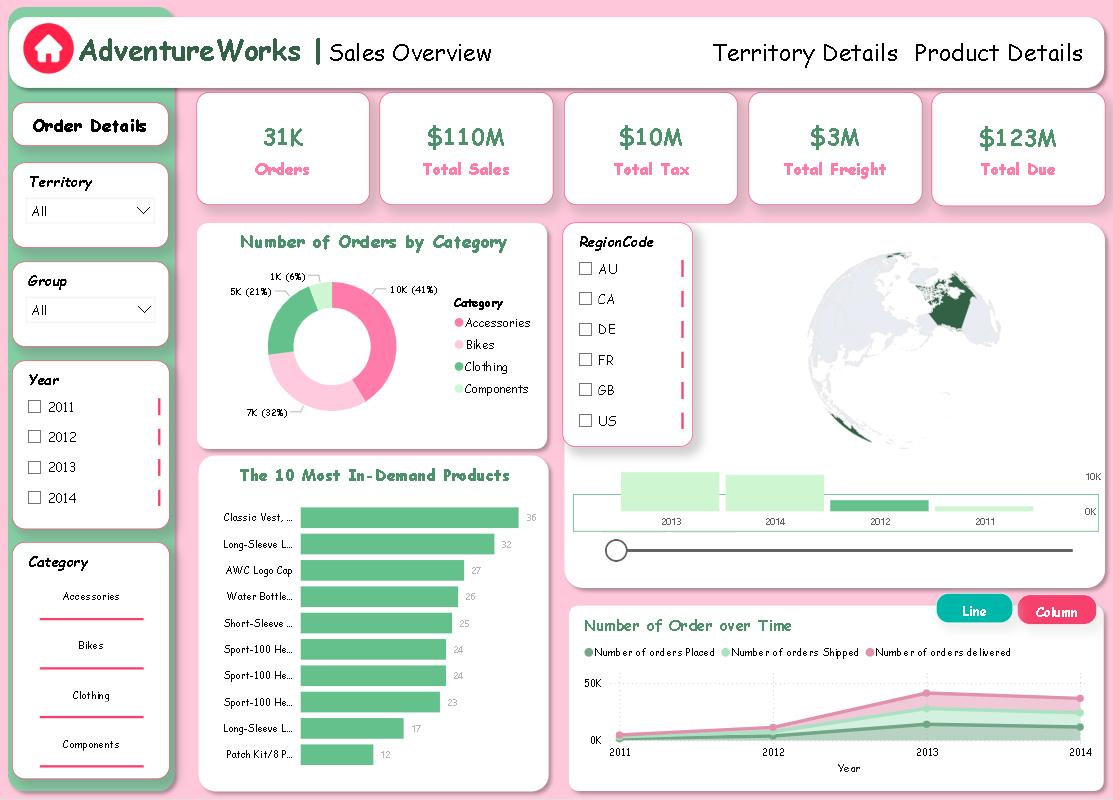 AdventureWorks | Sales Overview
Territory Details Product Details
Order Details
Territory
All
Group
All
Year
2011
2012
2013
2014
Category
Accessories
Bikes
Clothing
Components
31K
Orders
$110M
Total Sales
$10M
Total Tax
$3M
Total Freight
$123M
Total Due
Number of Orders by Category
1K (6%)
5K (21%)
10K (41%)
7K (32%)
Category
Accessories
Bikes
Clothing
Components
RegionCode
AU
CA
DE
FR
GB
US
10K
0K
2013 2014 2012 2011
The 10 Most In-Demand Products
Classic Vest, ... 36
Long-Sleeve L... 32
AWC Logo Cap 27
Water Bottle... 26
Short-Sleeve ... 25
Sport-100 He... 24
Sport-100 He... 24
Sport-100 He... 23
Long-Sleeve L... 17
Patch Kit/8 P... 12
Line Column
Number of Order over Time
Number of orders Placed Number of orders Shipped Number of orders delivered
50K
0K
2011 2012 2013 2014
Year